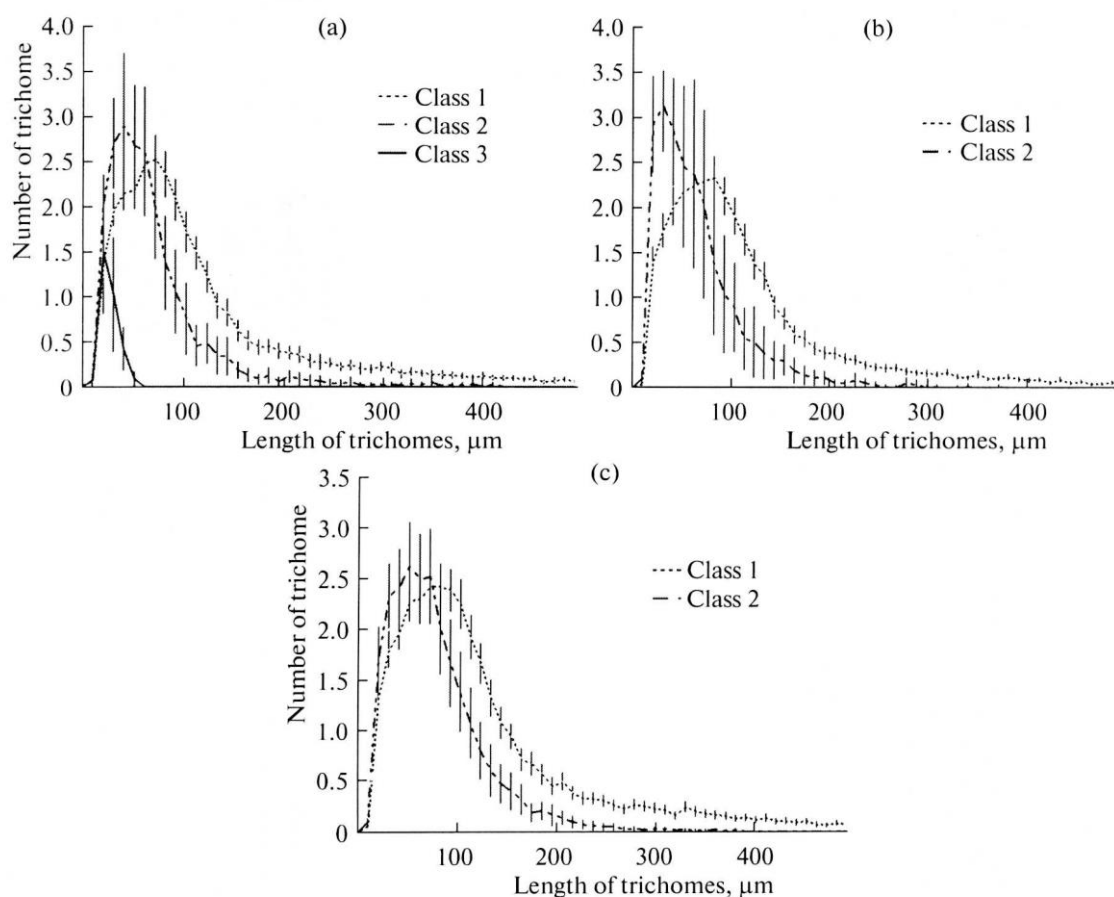 (a)
Number of trichome
4.0
3.5
3.0
2.5
2.0
1.5
1.0
0.5
0
Class 1
Class 2
Class 3
100
200
300
400
Length of trichomes, μm
(b)
4.0
3.5
3.0
2.5
2.0
1.5
1.0
0.5
0
Class 1
Class 2
100
200
300
400
Length of trichomes, μm
(c)
Number of trichome
3.5
3.0
2.5
2.0
1.5
1.0
0.5
0
Class 1
Class 2
100
200
300
400
Length of trichomes, μm